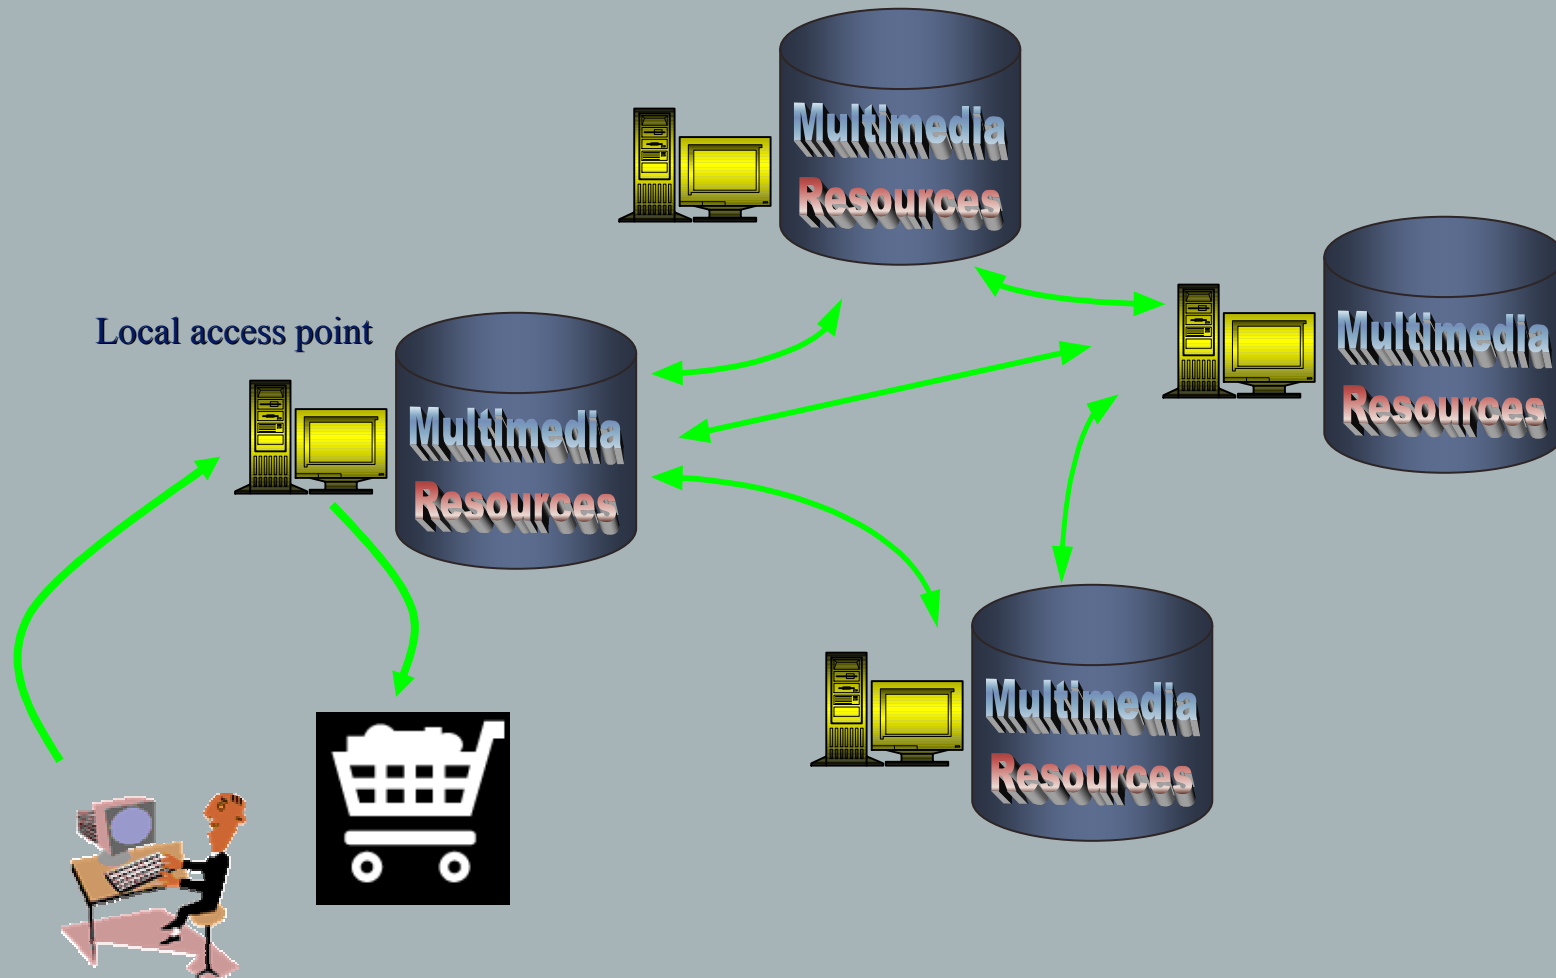 Multimedia
Resources
Multimedia
Resources
Local access point
Multimedia
Resources
Multimedia
Resources